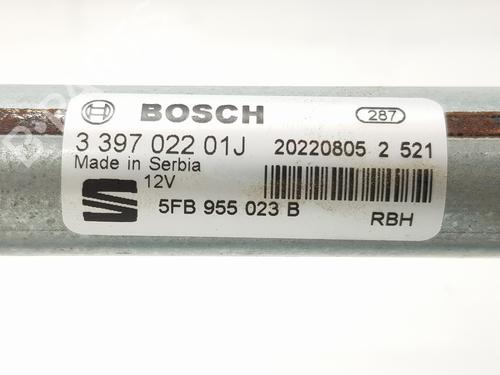 BOSCH 287
3 397 022 01J 20220805 2 521
Made in Serbia
12V
5FB 955 023 B RBH